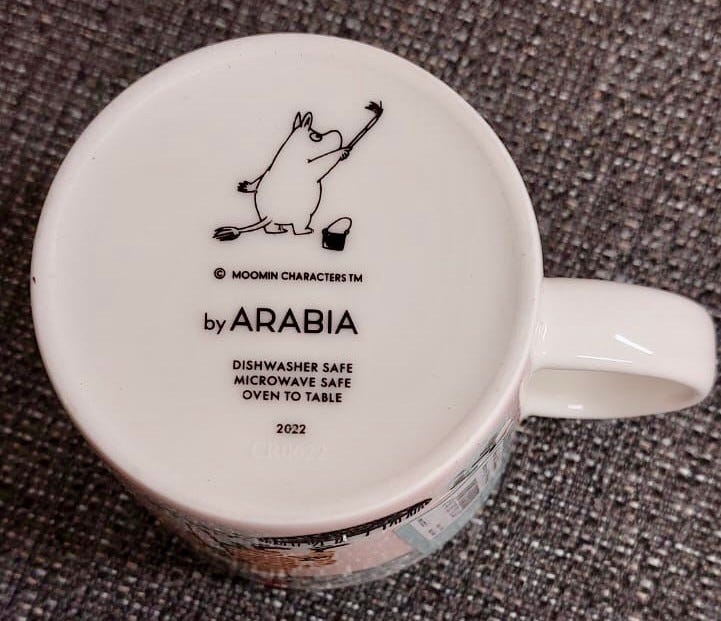 © MOOMIN CHARACTERS TM
by ARABIA
DISHWASHER SAFE
MICROWAVE SAFE
OVEN TO TABLE
2022